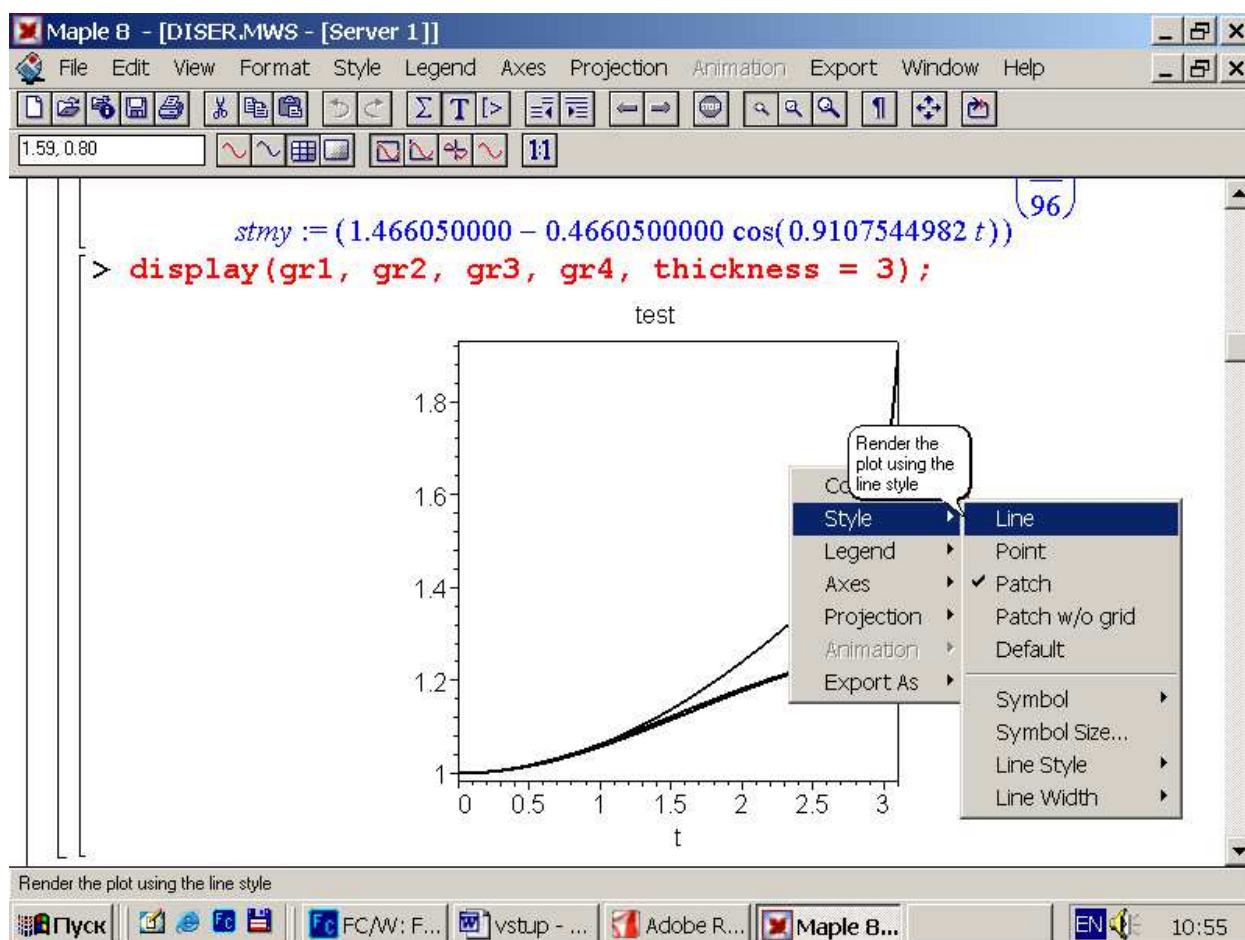 Maple 8 - [DISER.MWS - [Server 1]]
File Edit View Format Style Legend Axes Projection Animation Export Window Help
1.59, 0.80
1:1
stmy := (1.466050000 − 0.4660500000 cos(0.9107544982 t))
96
> display(gr1, gr2, gr3, gr4, thickness = 3);
test
1.8
1.6
1.4
1.2
1
0 0.5 1 1.5 2 2.5 3
t
Render the
plot using the
line style
Style
Legend
Axes
Projection
Animation
Export As
Line
Point
Patch
Patch w/o grid
Default
Symbol
Symbol Size...
Line Style
Line Width
Render the plot using the line style
Пуск FC/W: F... vstup - ... Adobe R... Maple 8... EN 10:55